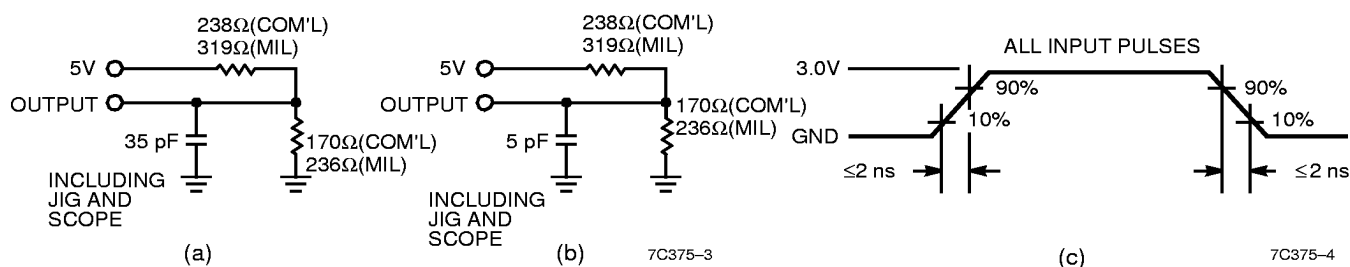 238Ω(COM'L)
319Ω(MIL)
5V
OUTPUT
35 pF
170Ω(COM'L)
236Ω(MIL)
INCLUDING
JIG AND
SCOPE
(a)
238Ω(COM'L)
319Ω(MIL)
5V
OUTPUT
170Ω(COM'L)
236Ω(MIL)
5 pF
INCLUDING
JIG AND
SCOPE
(b)
7C375–3
ALL INPUT PULSES
3.0V
90%
90%
10%
10%
GND
≤2 ns
≤2 ns
(c)
7C375–4